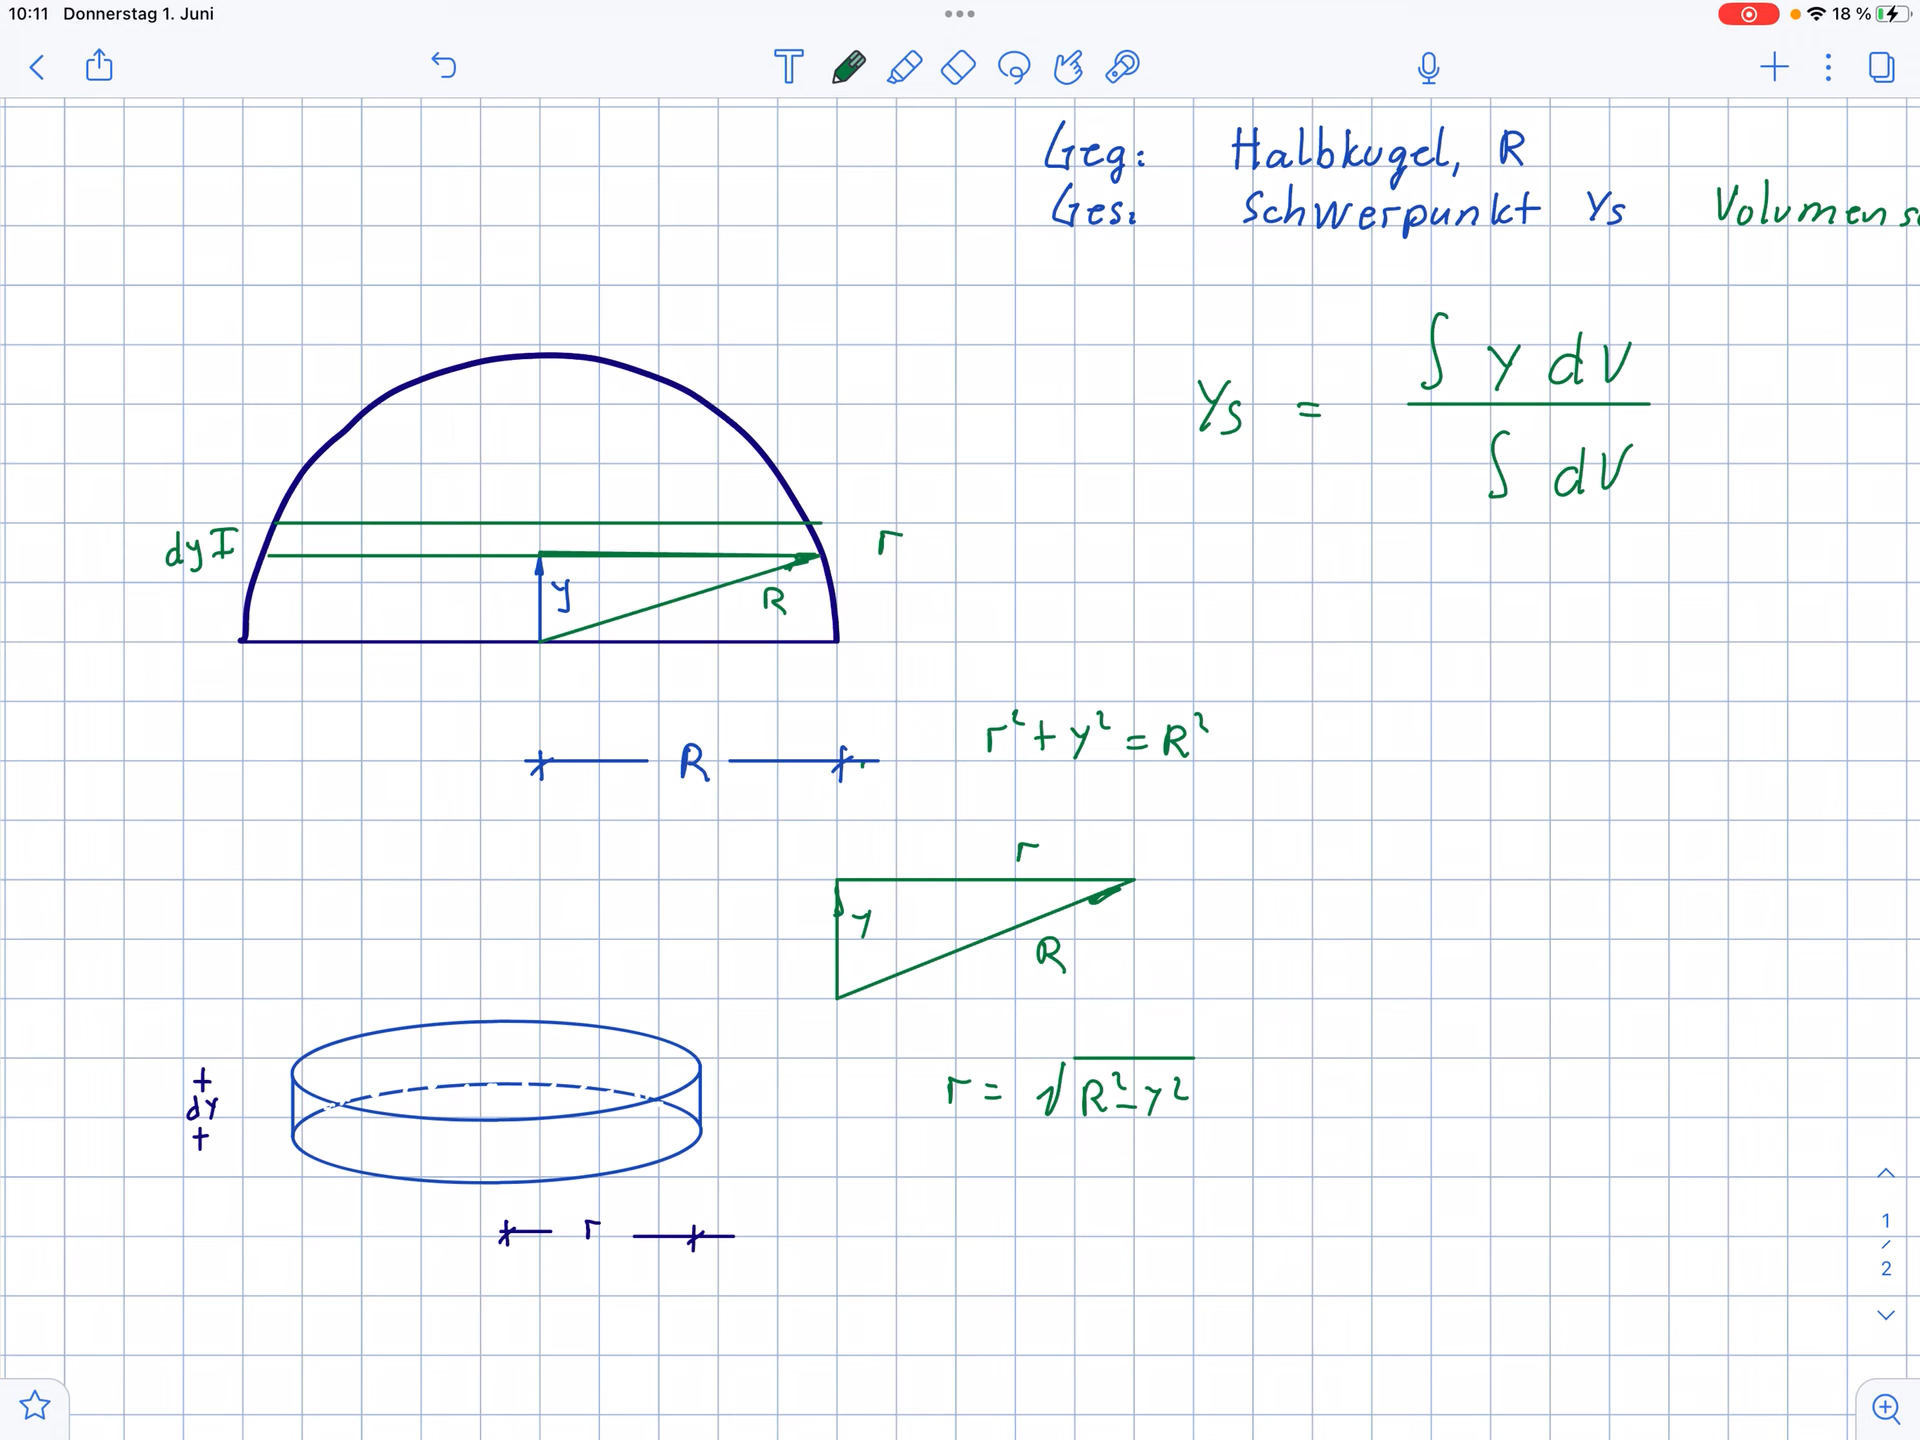 10:11 Donnerstag 1. Juni
18 %
Geg: Halbkugel, R
Ges: Schwerpunkt Ys Volumens
Ys = ∫ y dV / ∫ dV
dy r
y
R
R
r² + y² = R²
r
y
R
dy
r = √R² - y²
r
1
/
2